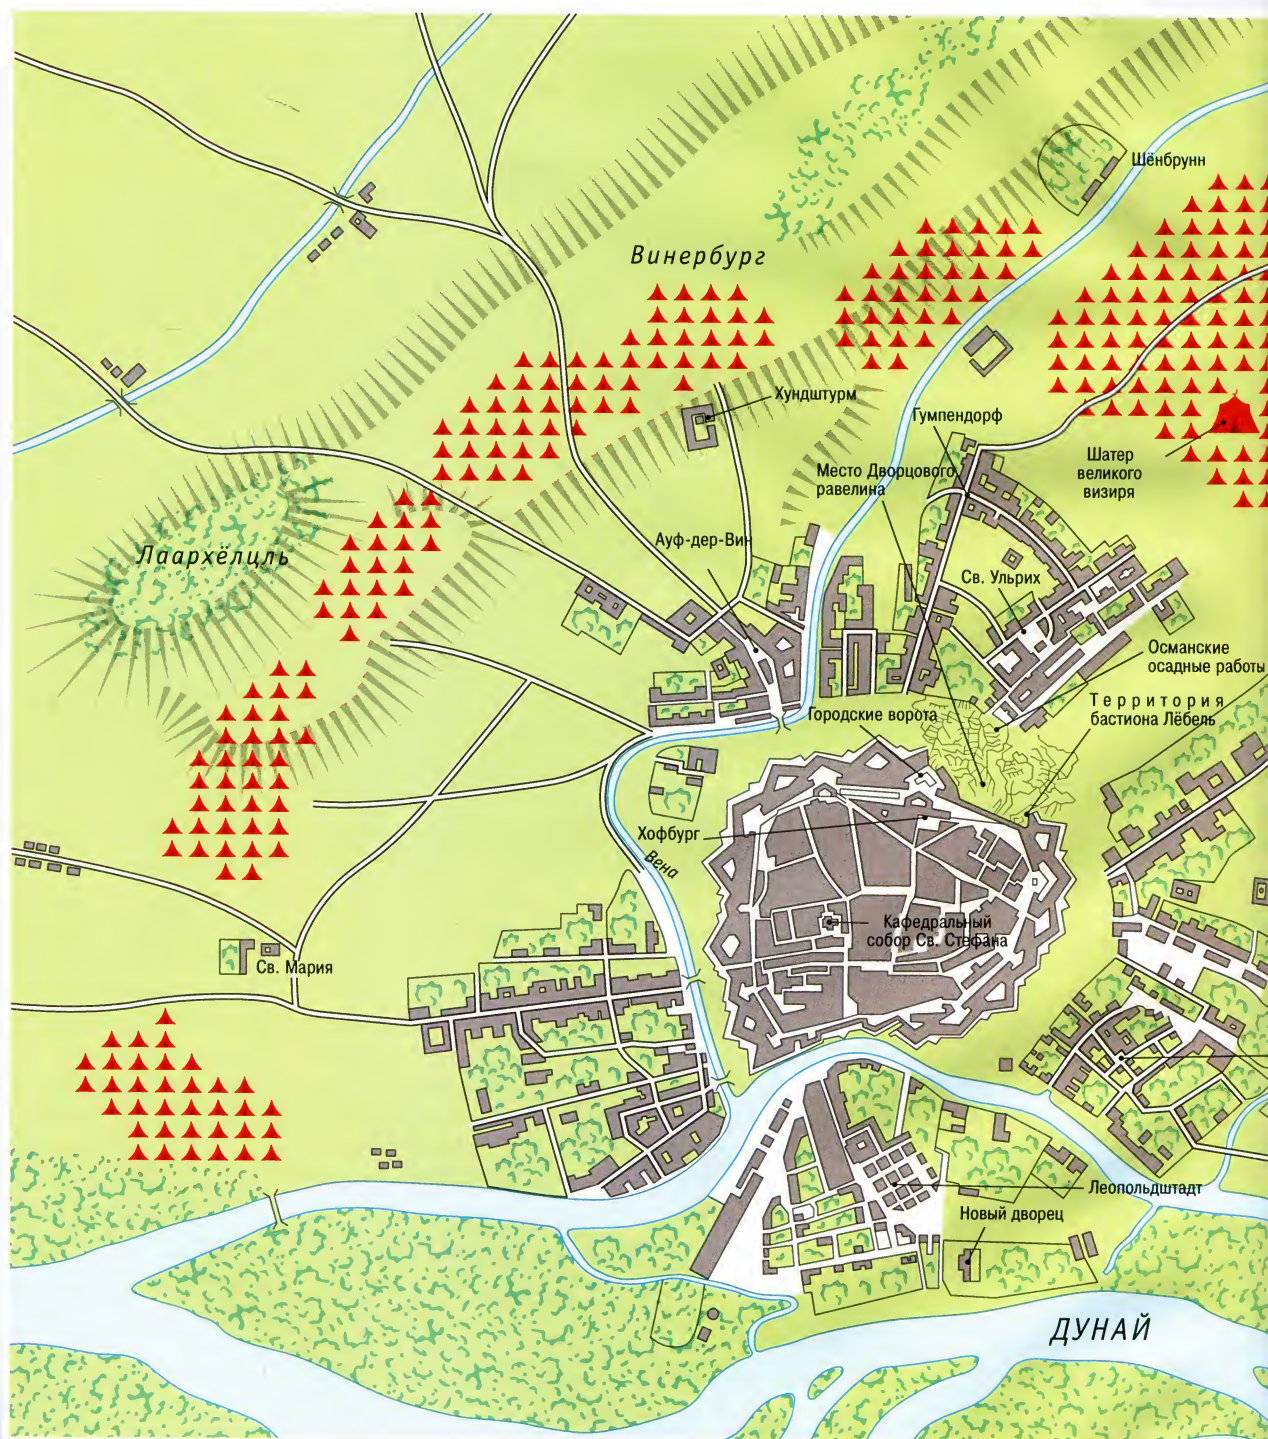 Шёнбрунн
Винербург
Хундштурм
Гумпендорф
Шатер
великого
визиря
Место Дворцового
равелина
Лаархёлцль
Ауф-дер-Вин
Св. Ульрих
Османские
осадные работы
Территория
бастиона Лёбель
Городские ворота
Хофбург
Вена
Кафедральный
собор Св. Стефана
Св. Мария
Леопольдштадт
Новый дворец
ДУНАЙ